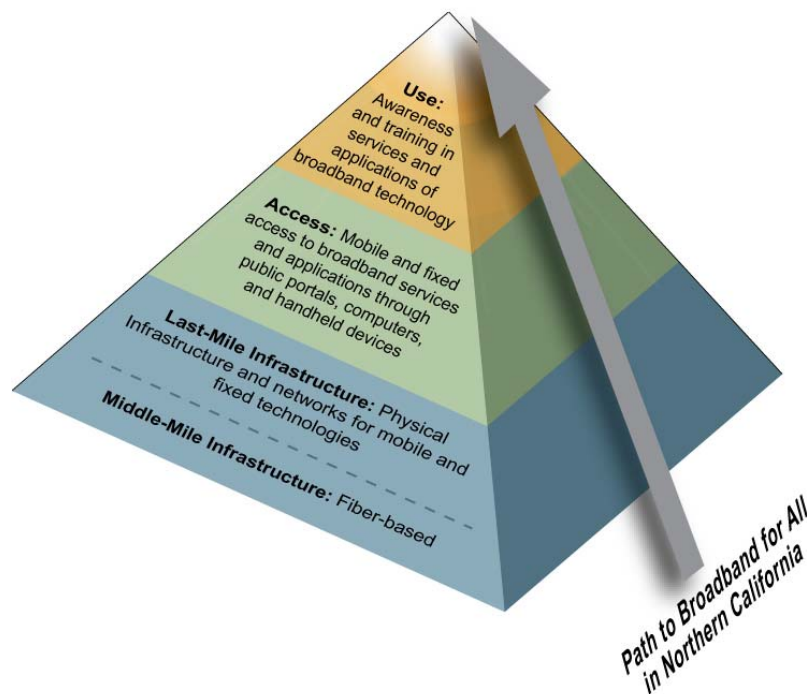 Use:
Awareness
and training in
services and
applications of
broadband technology
Access: Mobile and fixed
access to broadband services
and applications through
public portals, computers,
and handheld devices
Last-Mile Infrastructure: Physical
Infrastructure and networks for mobile and
fixed technologies
Middle-Mile Infrastructure: Fiber-based
Path to Broadband for All
in Northern California